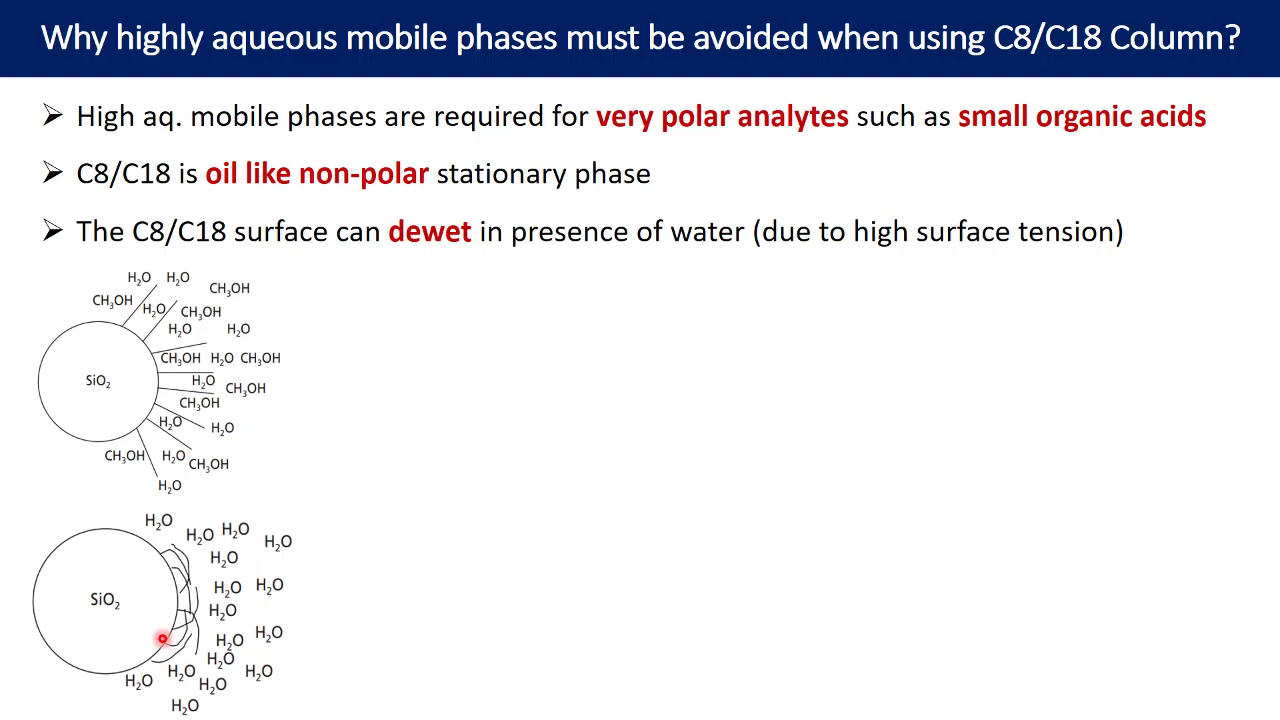 Why highly aqueous mobile phases must be avoided when using C8/C18 Column?
➢ High aq. mobile phases are required for very polar analytes such as small organic acids
➢ C8/C18 is oil like non-polar stationary phase
➢ The C8/C18 surface can dewet in presence of water (due to high surface tension)
H₂O H₂O
CH₃OH
CH₃OH H₂O CH₃OH
H₂O H₂O
CH₃OH H₂O CH₃OH
SiO₂ H₂O CH₃OH
CH₃OH
H₂O H₂O
CH₃OH H₂O CH₃OH
H₂O
H₂O H₂O H₂O
H₂O
H₂O
H₂O H₂O
SiO₂ H₂O
H₂O H₂O
H₂O
H₂O H₂O H₂O H₂O
H₂O